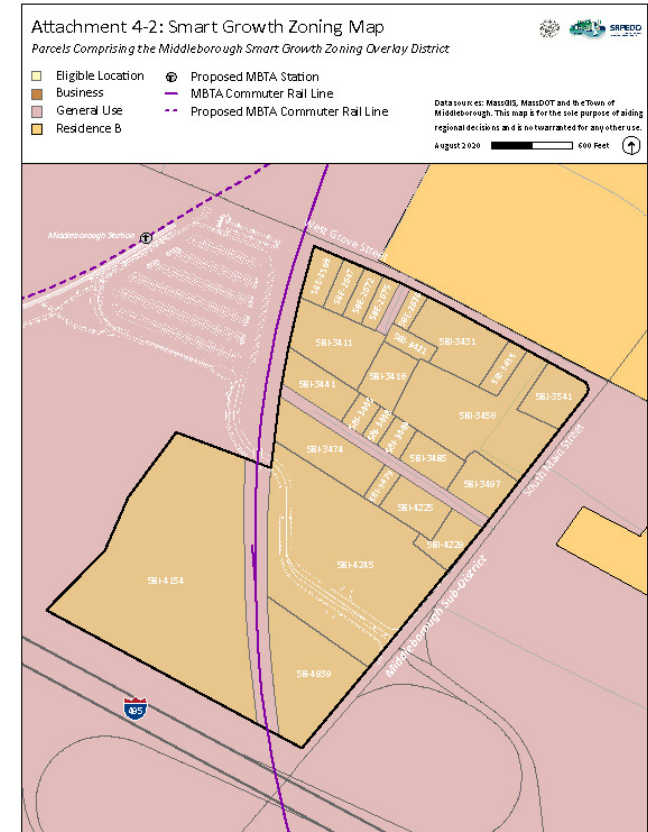 Attachment 4-2: Smart Growth Zoning Map
Parcels Comprising the Middleborough Smart Growth Zoning Overlay District
SRPEDD
Eligible Location
Business
General Use
Residence B
Proposed MBTA Station
MBTA Commuter Rail Line
Proposed MBTA Commuter Rail Line
Data sources: MassGIS, MassDOT and the Town of
Middleborough. This map is for the sole purpose of aiding
regional decisions and is not warranted for any other use.
August 2020
600 Feet
West Grove Street
Middleborough Station
58I-3411
58I-3431
58I-3421
58I-3416
58I-3441
58I-3456
58I-3541
58I-3474
58I-3485
58I-3497
58I-4225
58I-4229
South Main Street
58I-4245
58I-4154
Middleborough Sub-District
58I-4939
495